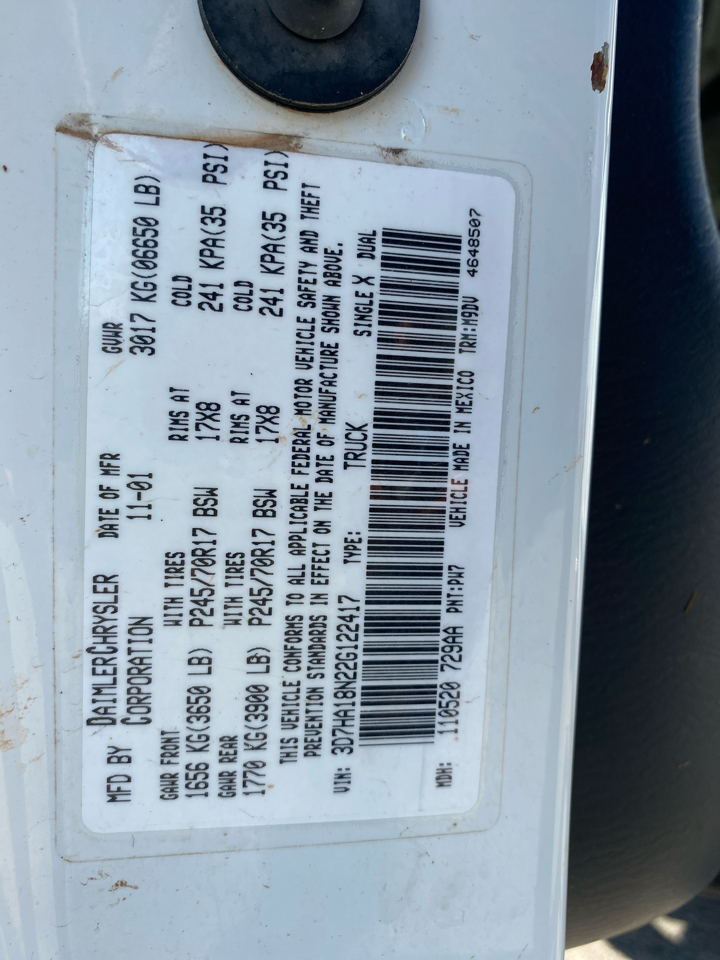 MFD BY DAIMLERCHRYSLER CORPORATION
DATE OF MFR 11-01
GVWR 3017 KG(06650 LB)
GAWR FRONT WITH TIRES RIMS AT COLD
1656 KG(3650 LB) P245/70R17 BSW 17X8 241 KPA(35 PSI)
GAWR REAR WITH TIRES RIMS AT COLD
1770 KG(3900 LB) P245/70R17 BSW 17X8 241 KPA(35 PSI)
THIS VEHICLE CONFORMS TO ALL APPLICABLE FEDERAL MOTOR VEHICLE SAFETY AND THEFT
PREVENTION STANDARDS IN EFFECT ON THE DATE OF MANUFACTURE SHOWN ABOVE.
VIN: 3D7HA18N22G122417 TYPE: TRUCK SINGLE X DUAL
MDH: 110520 729AA PNT:PW7 VEHICLE MADE IN MEXICO TRM:M9DV 4648507